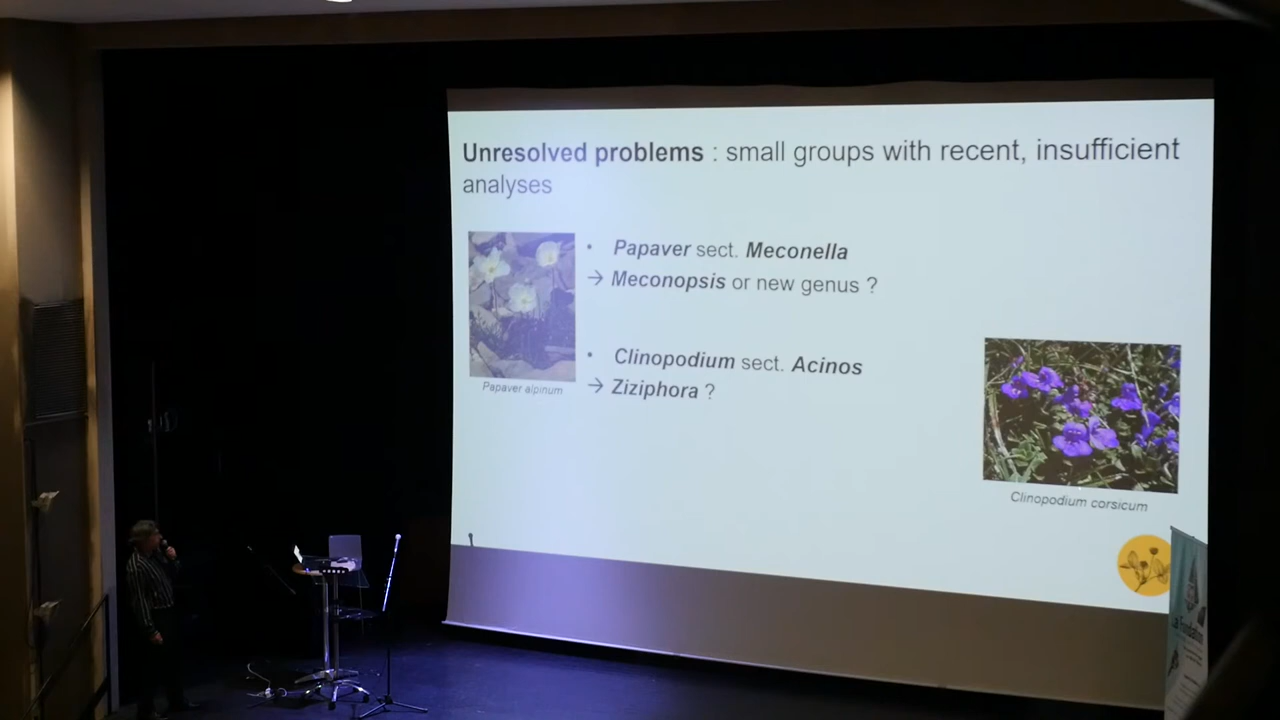 Unresolved problems : small groups with recent, insufficient
analyses
• Papaver sect. Meconella
→ Meconopsis or new genus ?
Papaver alpinum
• Clinopodium sect. Acinos
→ Ziziphora ?
Clinopodium corsicum
Foundation